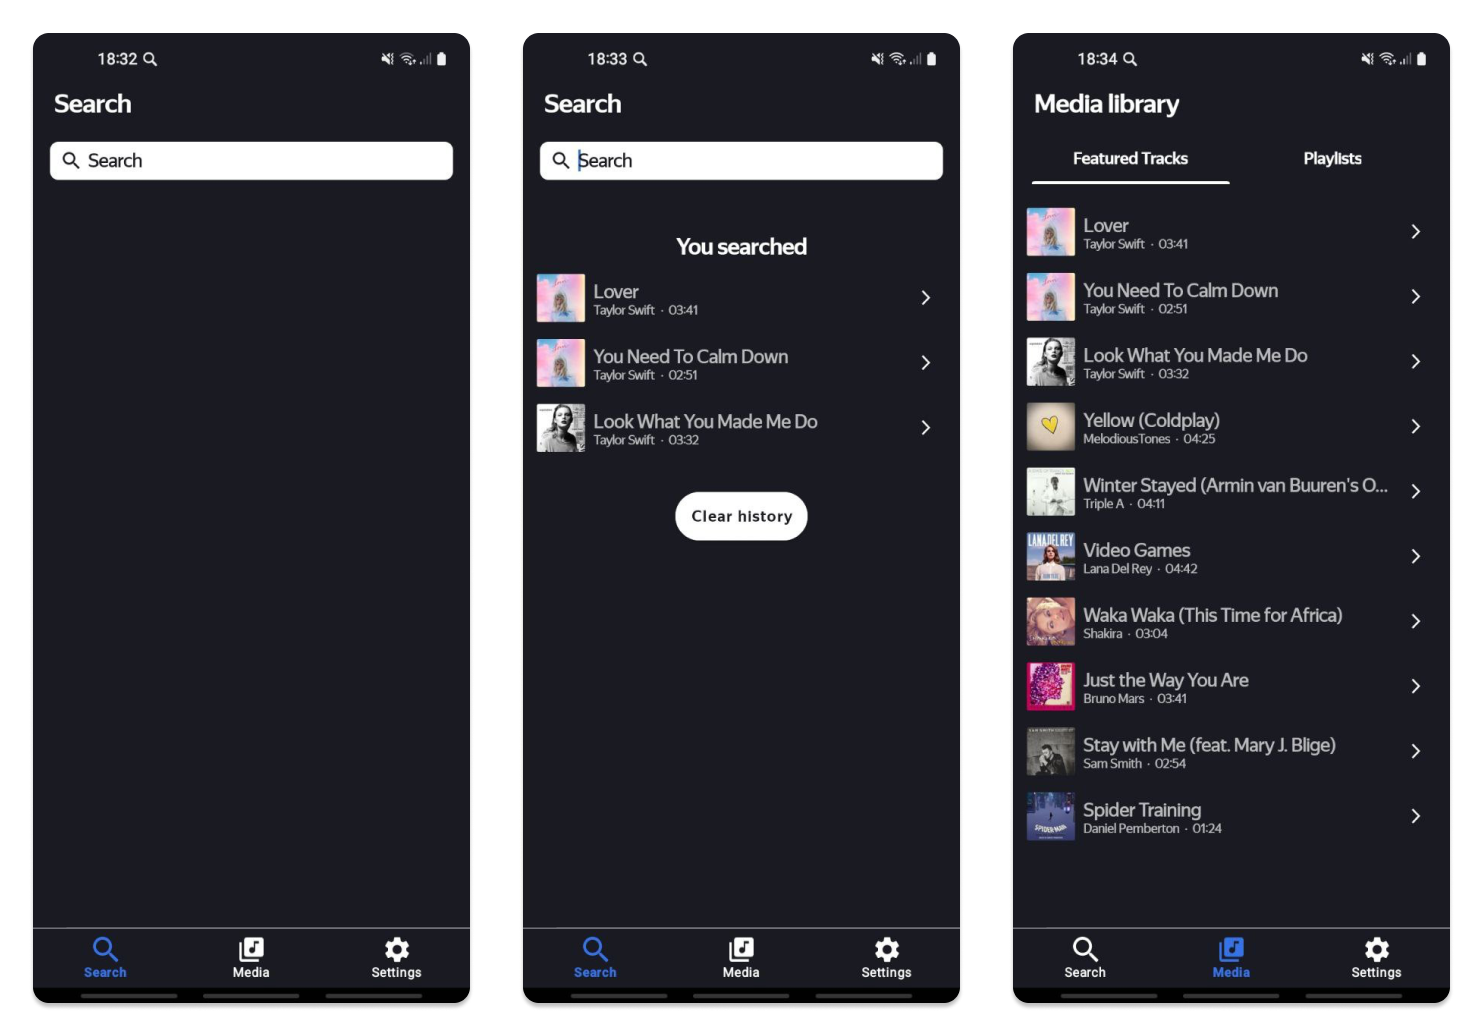 18:32
Search
Search
Search
Media
Settings
18:33
Search
Search
You searched
Lover
Taylor Swift · 03:41
You Need To Calm Down
Taylor Swift · 02:51
Look What You Made Me Do
Taylor Swift · 03:32
Clear history
Search
Media
Settings
18:34
Media library
Featured Tracks
Playlists
Lover
Taylor Swift · 03:41
You Need To Calm Down
Taylor Swift · 02:51
Look What You Made Me Do
Taylor Swift · 03:32
Yellow (Coldplay)
MelodiousTones · 04:25
Winter Stayed (Armin van Buuren's O...
Triple A · 04:11
LANA DEL REY
Video Games
Lana Del Rey · 04:42
Waka Waka (This Time for Africa)
Shakira · 03:04
Just the Way You Are
Bruno Mars · 03:41
Stay with Me (feat. Mary J. Blige)
Sam Smith · 02:54
SPIDER-MAN
Spider Training
Daniel Pemberton · 01:24
Search
Media
Settings